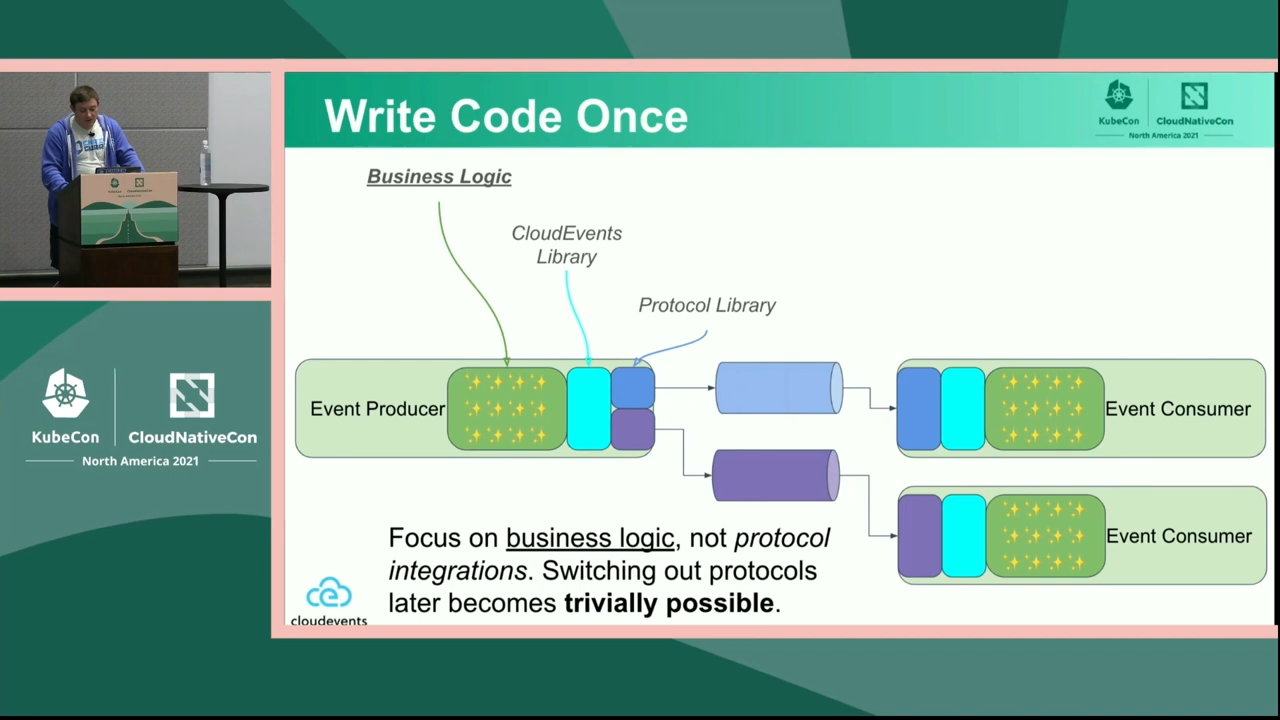 Write Code Once
KubeCon
CloudNativeCon
North America 2021
Business Logic
CloudEvents
Library
Protocol Library
Event Producer
Event Consumer
Event Consumer
Focus on business logic, not protocol
integrations. Switching out protocols
later becomes trivially possible.
cloudevents
KubeCon
CloudNativeCon
North America 2021